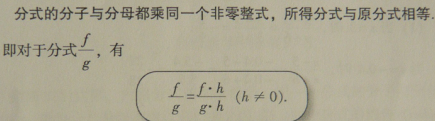 分式的分子与分母都乘同一个非零整式，所得分式与原分式相等.
即对于分式 f/g，有
f/g = f·h/g·h (h ≠ 0).